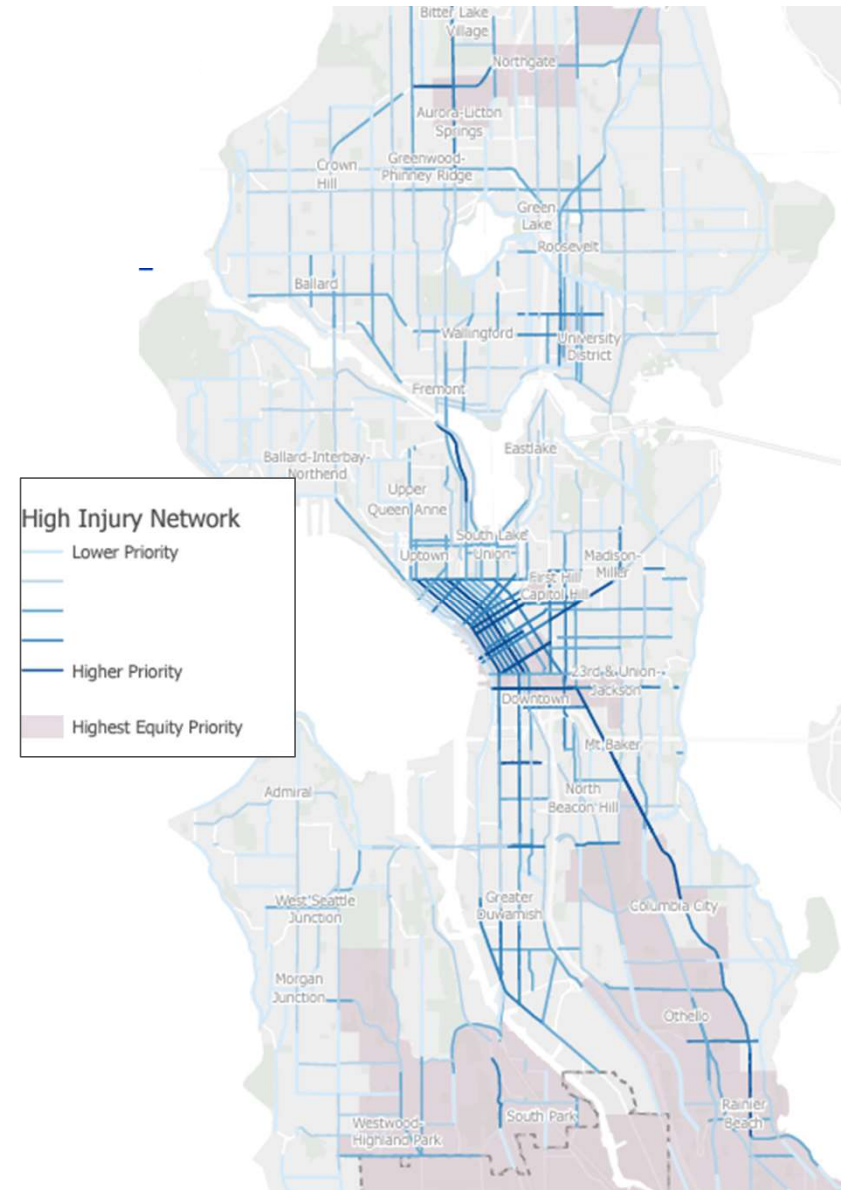 Bitter Lake
Village
Northgate
Aurora-Licton
Springs
Crown
Hill
Greenwood-
Phinney Ridge
Green
Lake
Roosevelt
Ballard
Wallingford
University
District
Fremont
Eastlake
Ballard-Interbay-
Northend
Upper
Queen Anne
High Injury Network
Lower Priority
Higher Priority
Highest Equity Priority
South Lake
Union
Uptown
Madison-
Miller
First Hill
Capitol Hill
23rd & Union-
Jackson
Downtown
Mt Baker
Admiral
North
Beacon Hill
West Seattle
Junction
Greater
Duwamish
Columbia City
Morgan
Junction
Othello
Rainier
Beach
South Park
Westwood-
Highland Park